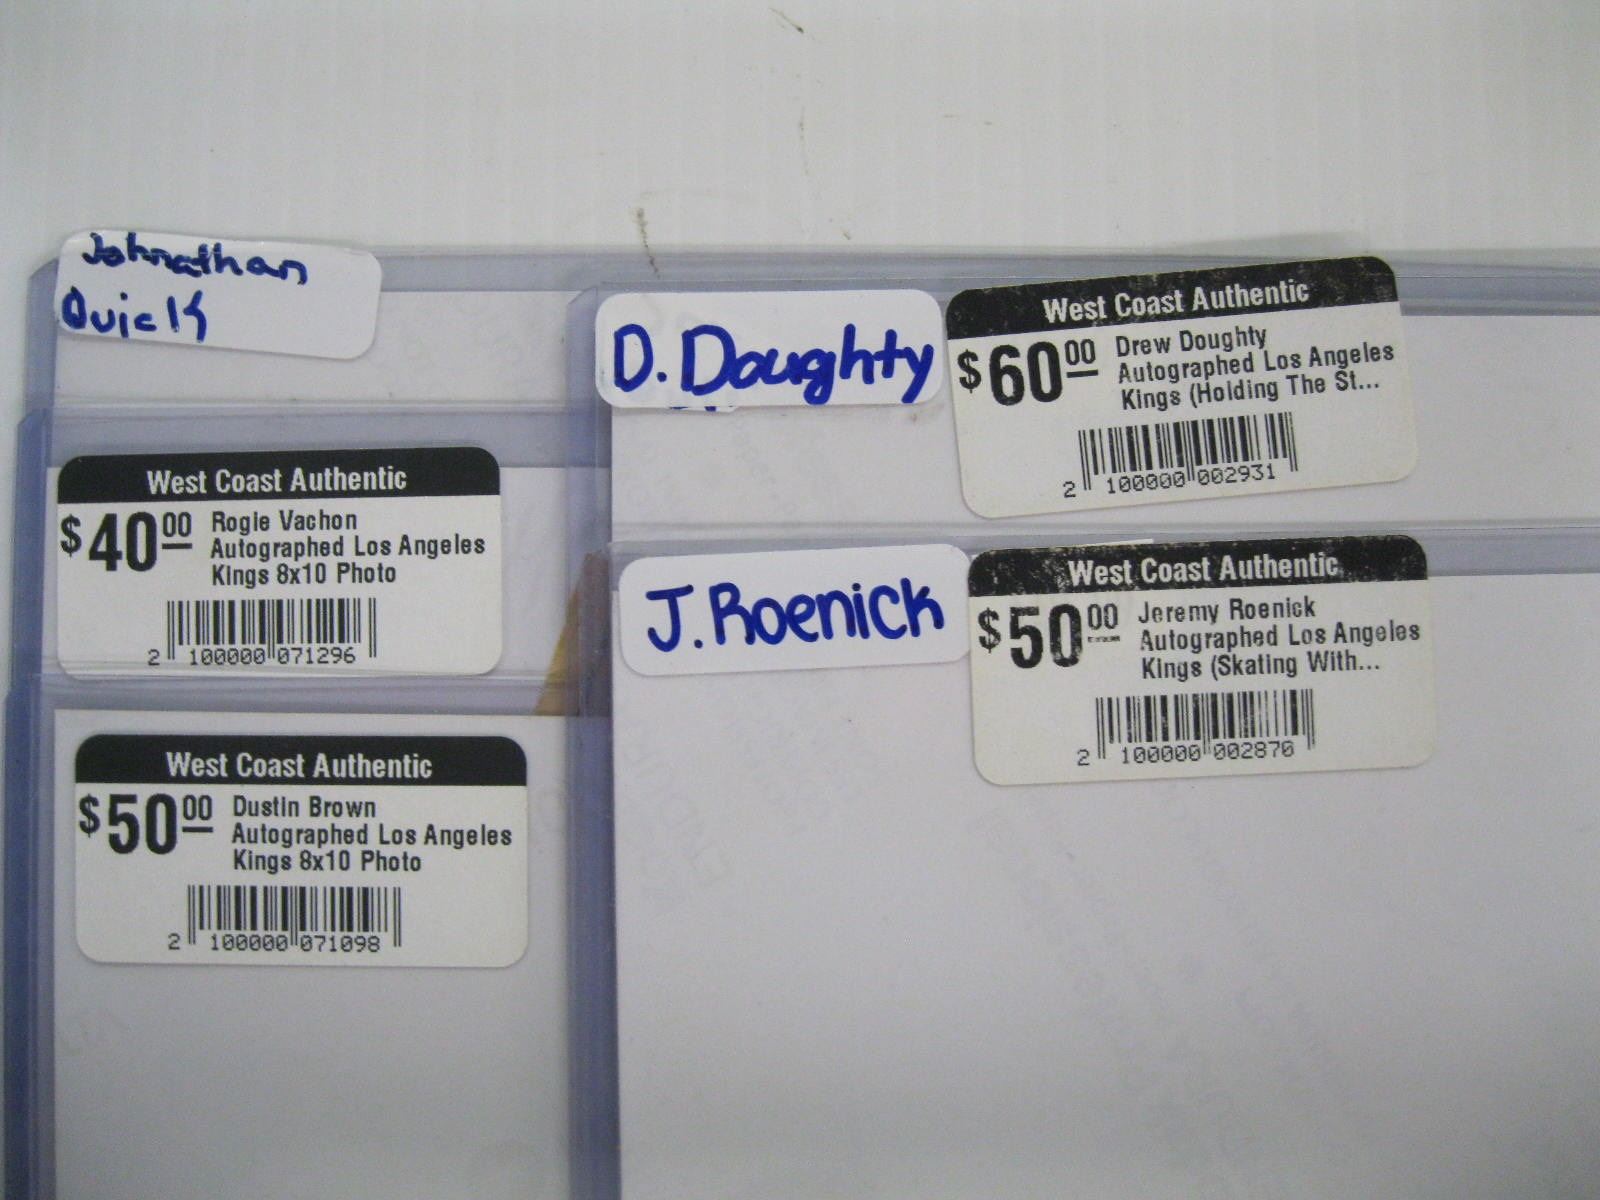 Johnathan
Quick
D. Doughty
West Coast Authentic
$60.00
Drew Doughty
Autographed Los Angeles
Kings (Holding The St...
2 100000 002931
West Coast Authentic
$40.00
Rogie Vachon
Autographed Los Angeles
Kings 8x10 Photo
2 100000 071296
J. Roenick
West Coast Authentic
$50.00
Jeremy Roenick
Autographed Los Angeles
Kings (Skating With...
2 100000 002870
West Coast Authentic
$50.00
Dustin Brown
Autographed Los Angeles
Kings 8x10 Photo
2 100000 071098